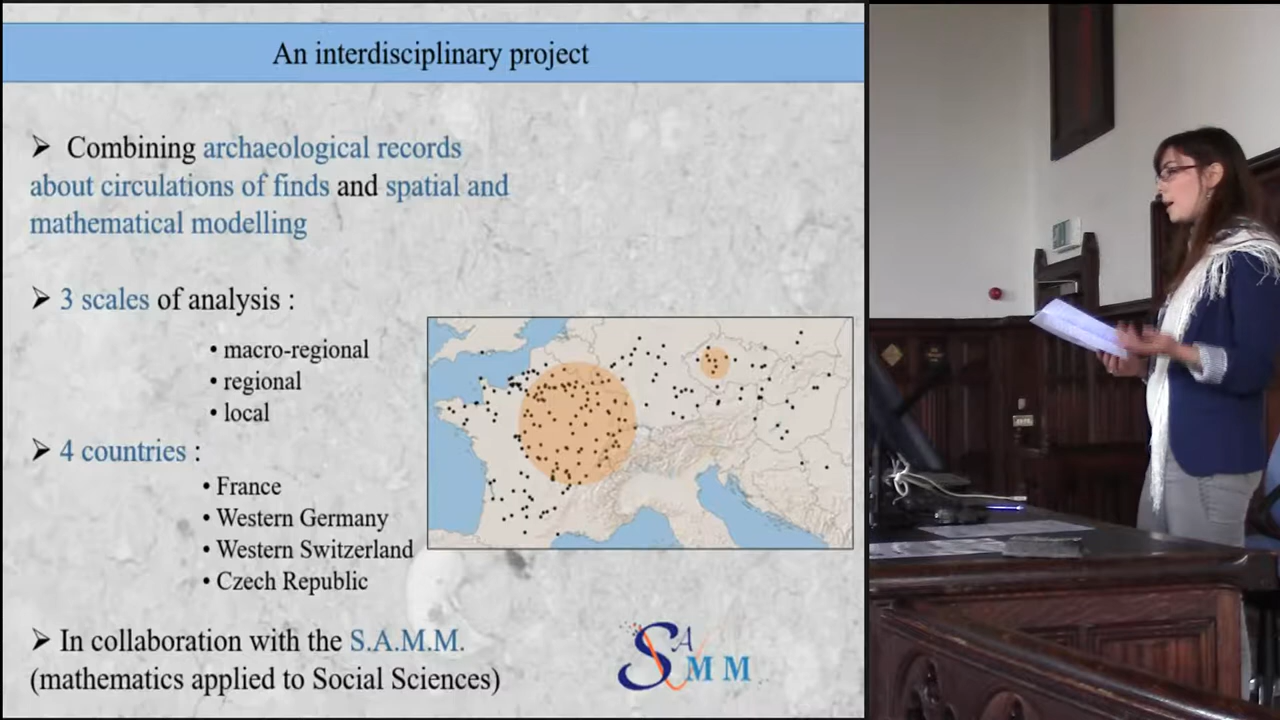 An interdisciplinary project
➤ Combining archaeological records
about circulations of finds and spatial and
mathematical modelling
➤ 3 scales of analysis :
• macro-regional
• regional
• local
➤ 4 countries :
• France
• Western Germany
• Western Switzerland
• Czech Republic
➤ In collaboration with the S.A.M.M.
(mathematics applied to Social Sciences)
SAMM